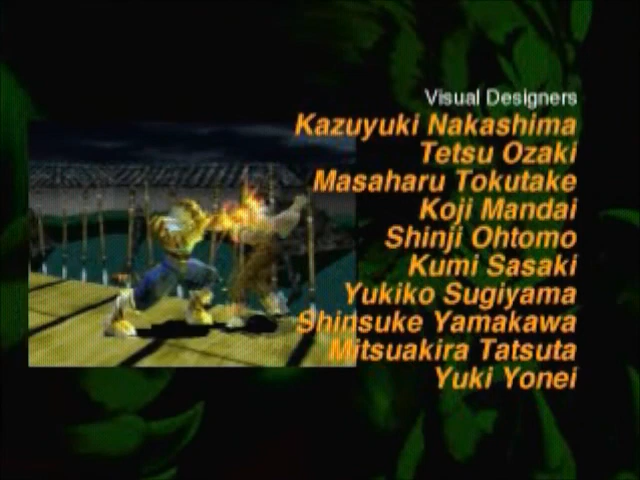 Visual Designers
Kazuyuki Nakashima
Tetsu Ozaki
Masaharu Tokutake
Koji Mandai
Shinji Ohtomo
Kumi Sasaki
Yukiko Sugiyama
Shinsuke Yamakawa
Mitsuakira Tatsuta
Yuki Yonei